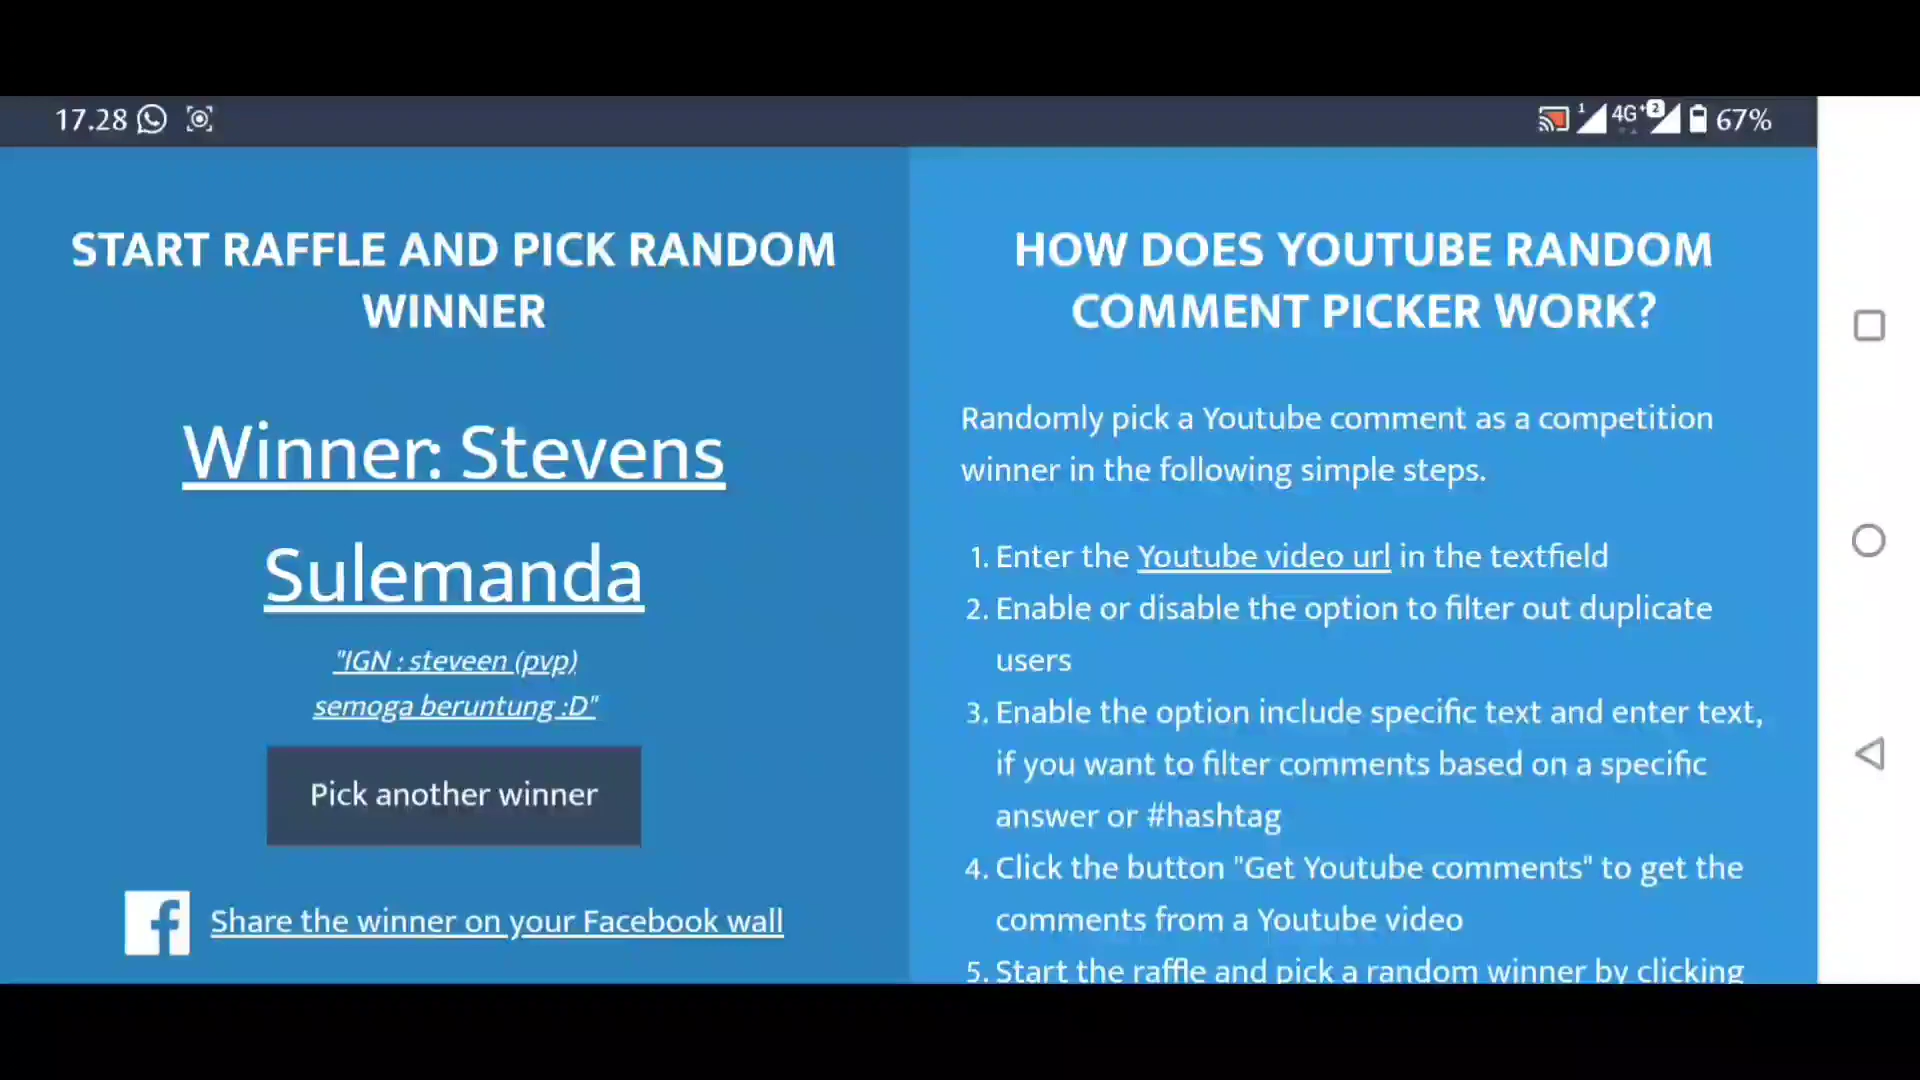 17.28
1 4G+ 2 67%
START RAFFLE AND PICK RANDOM
WINNER
Winner: Stevens
Sulemanda
"IGN : steveen (pvp)
semoga beruntung :D"
Pick another winner
Share the winner on your Facebook wall
HOW DOES YOUTUBE RANDOM
COMMENT PICKER WORK?
Randomly pick a Youtube comment as a competition
winner in the following simple steps.
1. Enter the Youtube video url in the textfield
2. Enable or disable the option to filter out duplicate
users
3. Enable the option include specific text and enter text,
if you want to filter comments based on a specific
answer or #hashtag
4. Click the button "Get Youtube comments" to get the
comments from a Youtube video
5. Start the raffle and pick a random winner by clicking